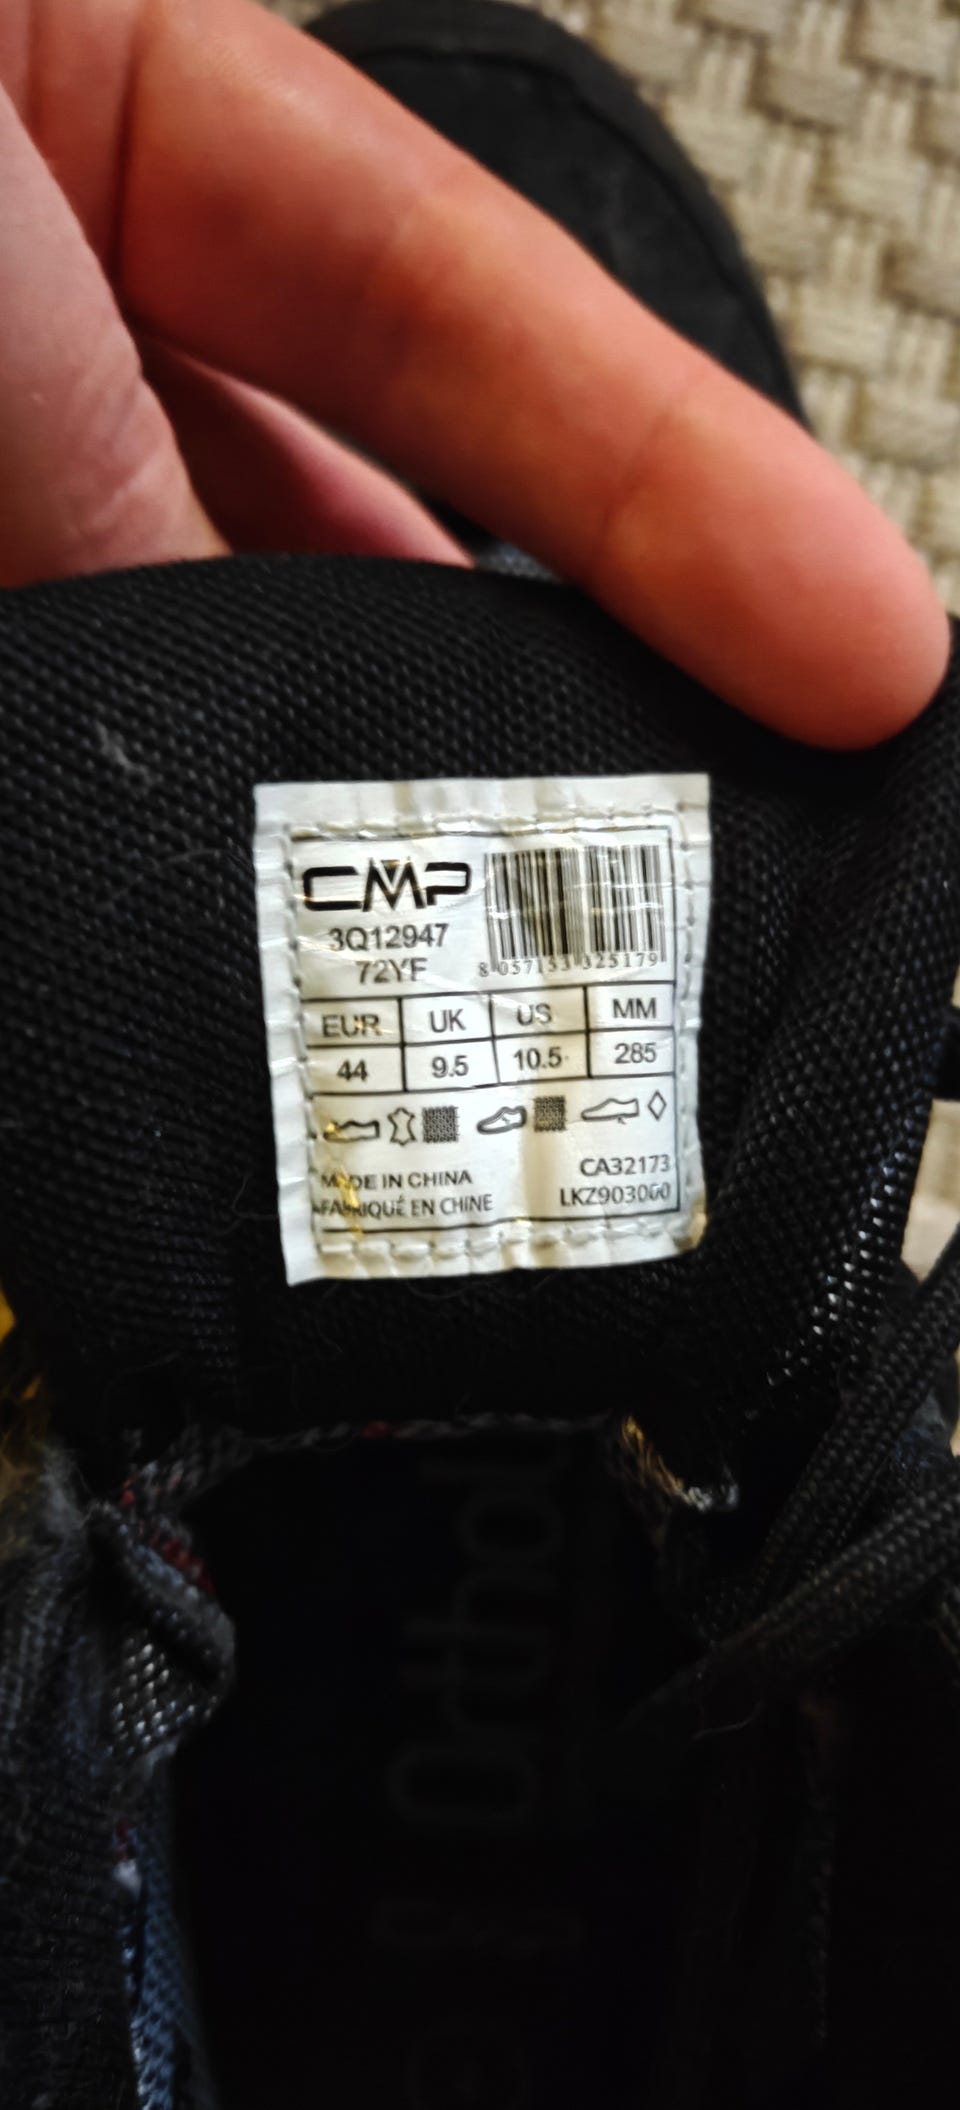 CMP
3Q12947
72YF
8 057153 325179
EUR UK US MM
44 9.5 10.5 285
MADE IN CHINA
FABRIQUÉ EN CHINE
CA32173
LKZ903000